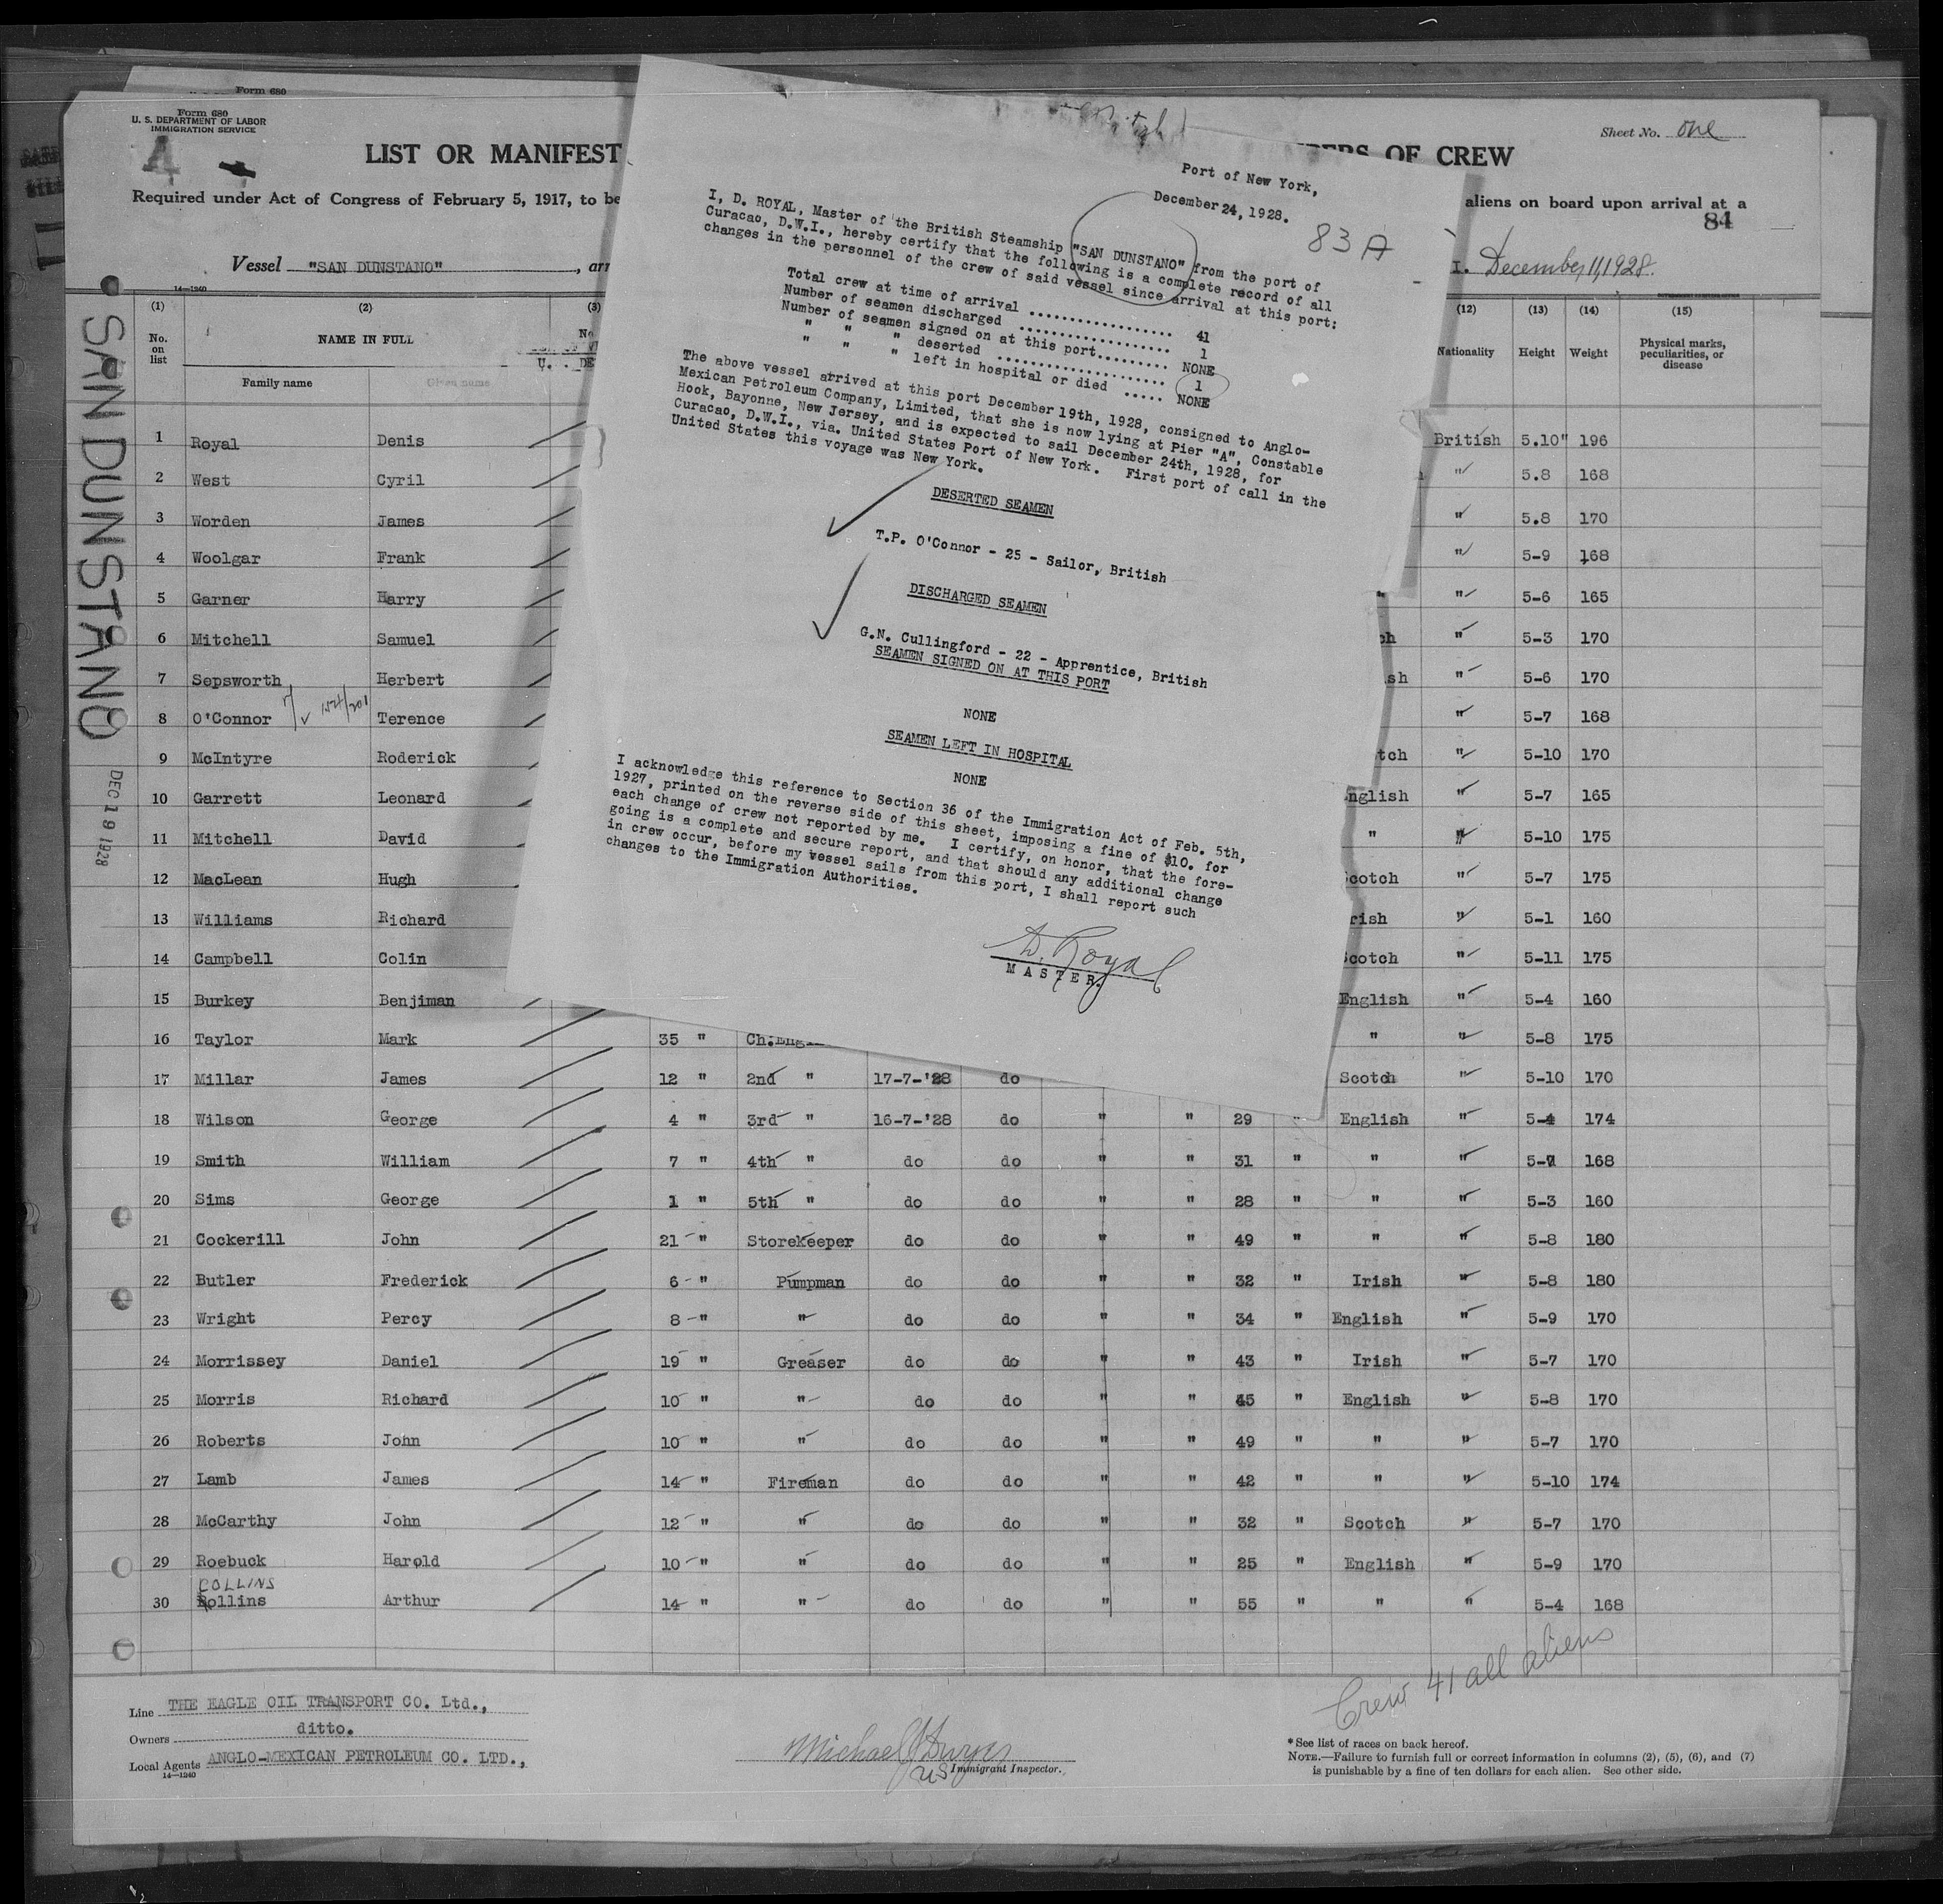 Form 680
Form 680
U. S. DEPARTMENT OF LABOR
IMMIGRATION SERVICE
A
Sheet No. One
LIST OR MANIFEST OF CREW
Required under Act of Congress of February 5, 1917, to be aliens on board upon arrival at a
84
Vessel "SAN DUNSTANO", arr I. December 11, 1928.
14—1240
SAN DUNSTANO
DEC 19 1928
Port of New York,
December 24, 1928.
83 A
I, D. ROYAL, Master of the British Steamship "SAN DUNSTANO" from the port of
Curacao, D.W.I., hereby certify that the following is a complete record of all
changes in the personnel of the crew of said vessel since arrival at this port:
Total crew at time of arrival .................. 41
Number of seamen discharged .................. 1
Number of seamen signed on at this port......... NONE
" " " deserted .................. 1
" " " left in hospital or died ..... NONE
The above vessel arrived at this port December 19th, 1928, consigned to Anglo-
Mexican Petroleum Company, Limited, that she is now lying at Pier "A", Constable
Hook, Bayonne, New Jersey, and is expected to sail December 24th, 1928, for
Curacao, D.W.I., via. United States Port of New York. First port of call in the
United States this voyage was New York.
DESERTED SEAMEN
T.P. O'Connor - 25 - Sailor, British
DISCHARGED SEAMEN
G.N. Cullingford - 22 - Apprentice, British
SEAMEN SIGNED ON AT THIS PORT
NONE
SEAMEN LEFT IN HOSPITAL
NONE
I acknowledge this reference to Section 36 of the Immigration Act of Feb. 5th,
1927, printed on the reverse side of this sheet, imposing a fine of $10. for
each change of crew not reported by me. I certify, on honor, that the fore-
going is a complete and secure report, and that should any additional change
in crew occur, before my vessel sails from this port, I shall report such
changes to the Immigration Authorities.
D. Royal
MASTER.
(1) (2) (3) (12) (13) (14) (15)
No. on list NAME IN FULL Nationality Height Weight Physical marks, peculiarities, or disease
Family name Given name
1 Royal Denis British 5.10" 196
2 West Cyril " 5.8 168
3 Worden James " 5.8 170
4 Woolgar Frank " 5-9 168
5 Garner Harry " " 5-6 165
6 Mitchell Samuel " 5-3 170
7 Sepsworth Herbert " 5-6 170
8 O'Connor Terence " 5-7 168
9 McIntyre Roderick " 5-10 170
10 Garrett Leonard English " 5-7 165
11 Mitchell David " " 5-10 175
12 MacLean Hugh Scotch " 5-7 175
13 Williams Richard " 5-1 160
14 Campbell Colin Scotch " 5-11 175
15 Burkey Benjiman English " 5-4 160
16 Taylor Mark 35 " Ch.Eng " " 5-8 175
17 Millar James 12 " 2nd " 17-7-'28 do Scotch " 5-10 170
18 Wilson George 4 " 3rd " 16-7-'28 do " " 29 " English " 5-4 174
19 Smith William 7 " 4th " do do " " 31 " " " 5-7 168
20 Sims George 1 " 5th " do do " " 28 " " " 5-3 160
21 Cockerill John 21 " Storekeeper do do " " 49 " " " 5-8 180
22 Butler Frederick 6 " Pumpman do do " " 32 " Irish " 5-8 180
23 Wright Percy 8 " " do do " " 34 " English " 5-9 170
24 Morrissey Daniel 19 " Greaser do do " " 43 " Irish " 5-7 170
25 Morris Richard 10 " " do do " " 45 " English " 5-8 170
26 Roberts John 10 " " do do " " 49 " " " 5-7 170
27 Lamb James 14 " Fireman do do " " 42 " " " 5-10 174
28 McCarthy John 12 " " do do " " 32 " Scotch " 5-7 170
29 Roebuck Harold 10 " " do do " " 25 " English " 5-9 170
COLLINS
30 Rollins Arthur 14 " " do do " " 55 " " " 5-4 168
Crew 41 all aliens
Line THE EAGLE OIL TRANSPORT CO. Ltd.,
Owners ditto.
Local Agents ANGLO-MEXICAN PETROLEUM CO. LTD.,
14—1240
Michael
US Immigrant Inspector.
* See list of races on back hereof.
NOTE.—Failure to furnish full or correct information in columns (2), (5), (6), and (7)
is punishable by a fine of ten dollars for each alien. See other side.